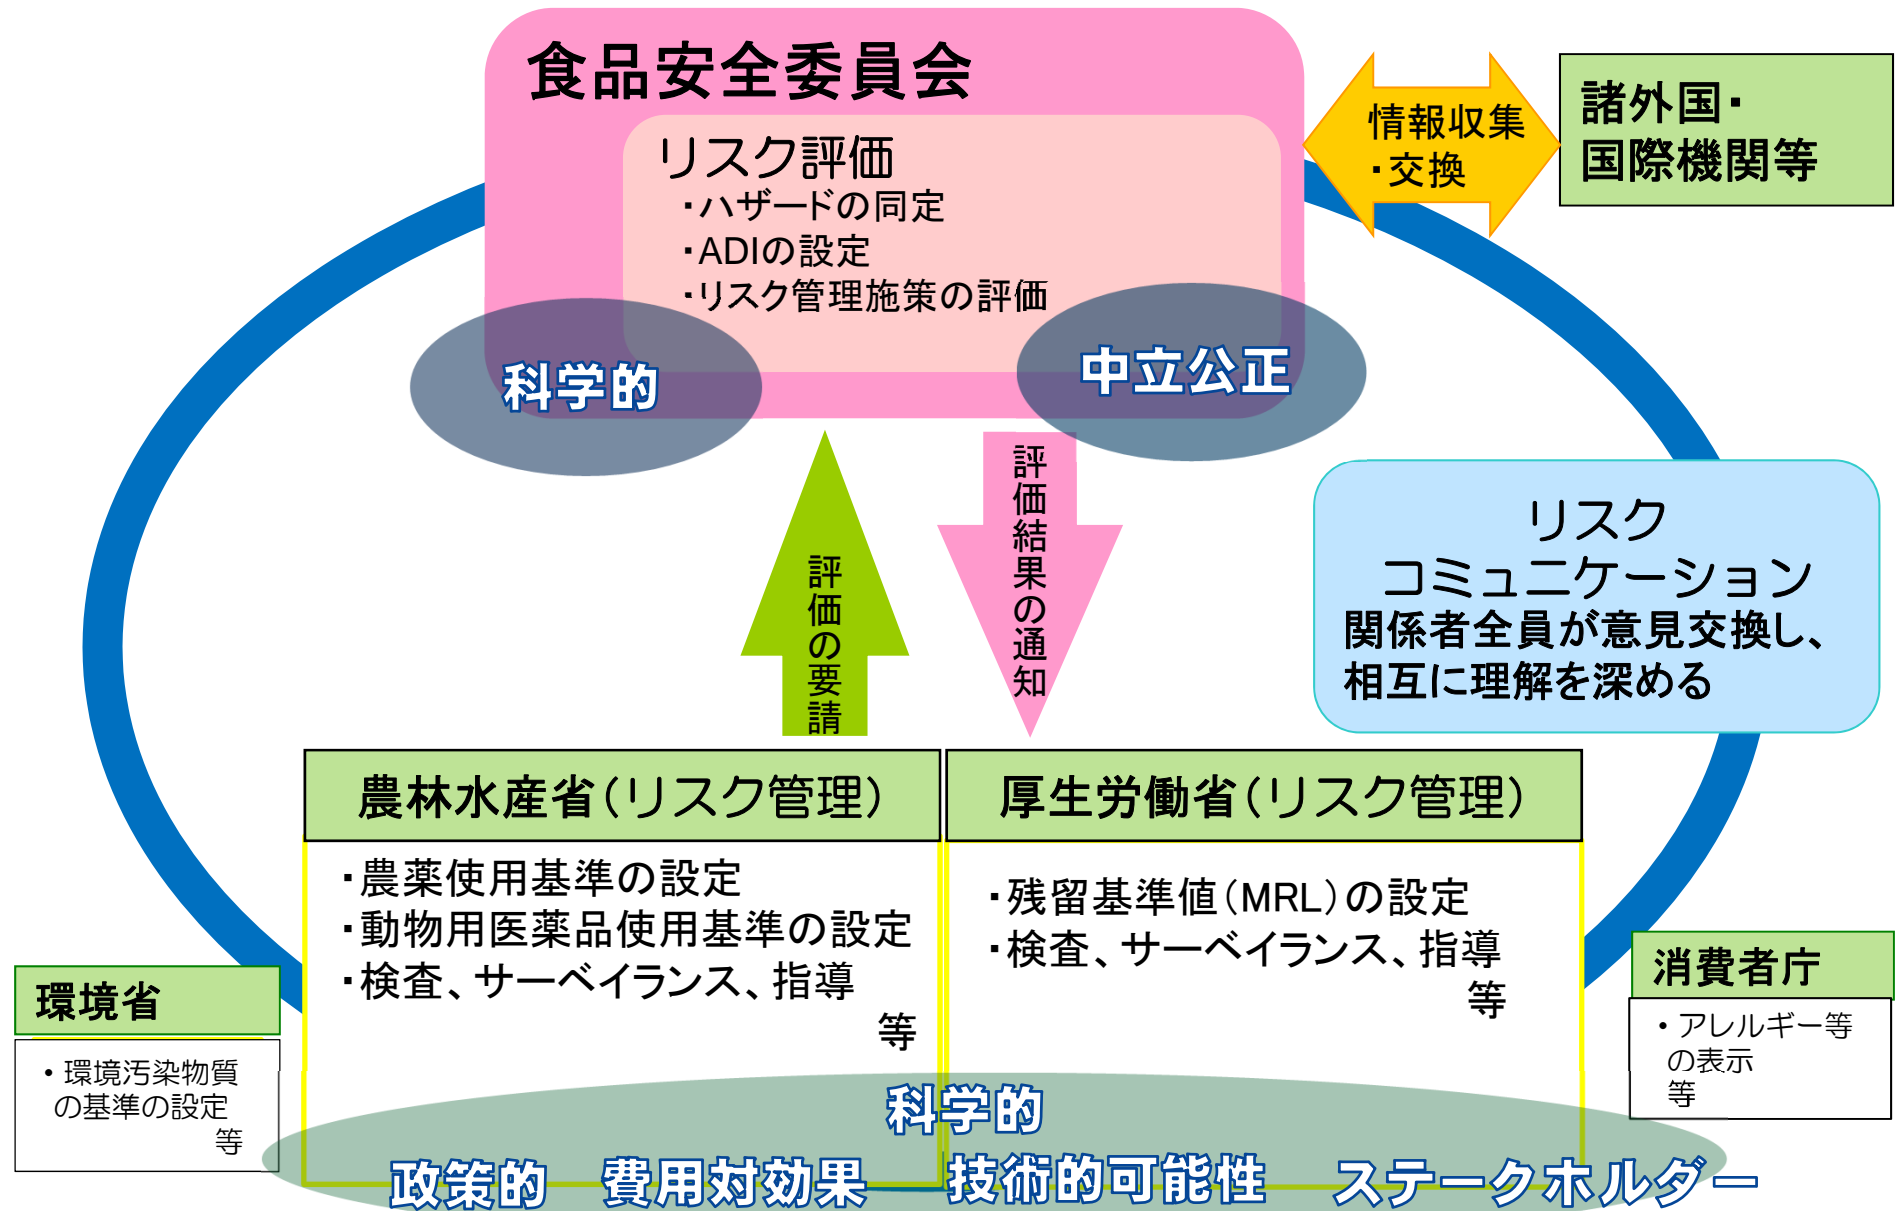 食品安全委員会
リスク評価
・ハザードの同定
・ADIの設定
・リスク管理施策の評価
科学的
中立公正
情報収集
・交換
諸外国・
国際機関等
評価の要請
評価結果の通知
リスク
コミュニケーション
関係者全員が意見交換し、
相互に理解を深める
農林水産省(リスク管理)
・農薬使用基準の設定
・動物用医薬品使用基準の設定
・検査、サーベイランス、指導
等
厚生労働省(リスク管理)
・残留基準値(MRL)の設定
・検査、サーベイランス、指導
等
環境省
・環境汚染物質
の基準の設定
等
消費者庁
・アレルギー等
の表示
等
科学的
政策的
費用対効果
技術的可能性
ステークホルダー